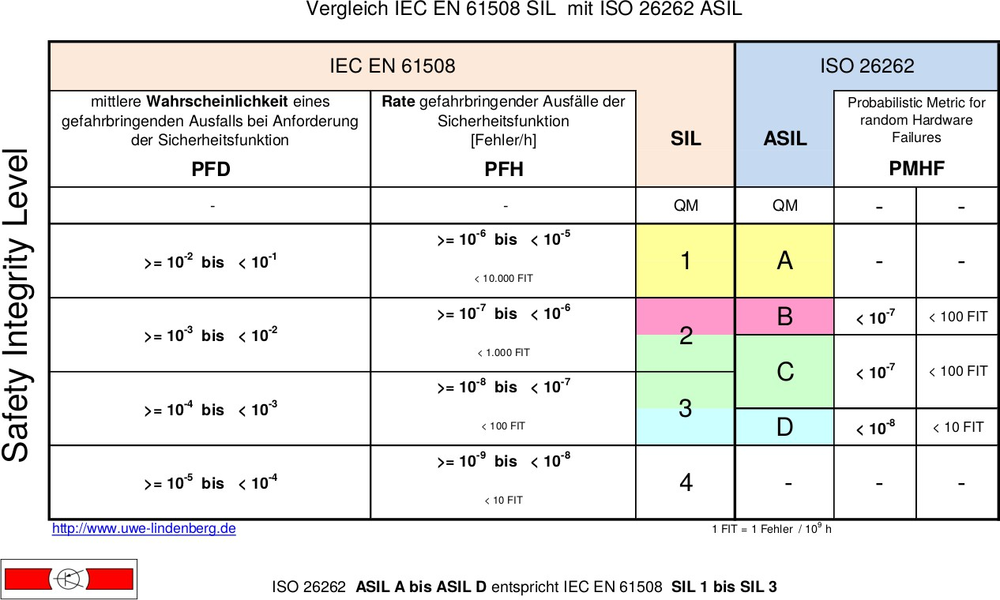 Vergleich IEC EN 61508 SIL mit ISO 26262 ASIL
Safety Integrity Level
IEC EN 61508
ISO 26262
mittlere Wahrscheinlichkeit eines
gefahrbringenden Ausfalls bei Anforderung
der Sicherheitsfunktion
PFD
Rate gefahrbringender Ausfälle der
Sicherheitsfunktion
[Fehler/h]
PFH
SIL
ASIL
Probabilistic Metric for
random Hardware
Failures
PMHF
- - QM QM - -
>= 10⁻² bis < 10⁻¹
>= 10⁻⁶ bis < 10⁻⁵
< 10.000 FIT
1
A
- -
>= 10⁻³ bis < 10⁻²
>= 10⁻⁷ bis < 10⁻⁶
< 1.000 FIT
2
B
< 10⁻⁷
< 100 FIT
C
< 10⁻⁷
< 100 FIT
>= 10⁻⁴ bis < 10⁻³
>= 10⁻⁸ bis < 10⁻⁷
< 100 FIT
3
D
< 10⁻⁸
< 10 FIT
>= 10⁻⁵ bis < 10⁻⁴
>= 10⁻⁹ bis < 10⁻⁸
< 10 FIT
4
- - -
http://www.uwe-lindenberg.de
1 FIT = 1 Fehler / 10⁹ h
ISO 26262 ASIL A bis ASIL D entspricht IEC EN 61508 SIL 1 bis SIL 3